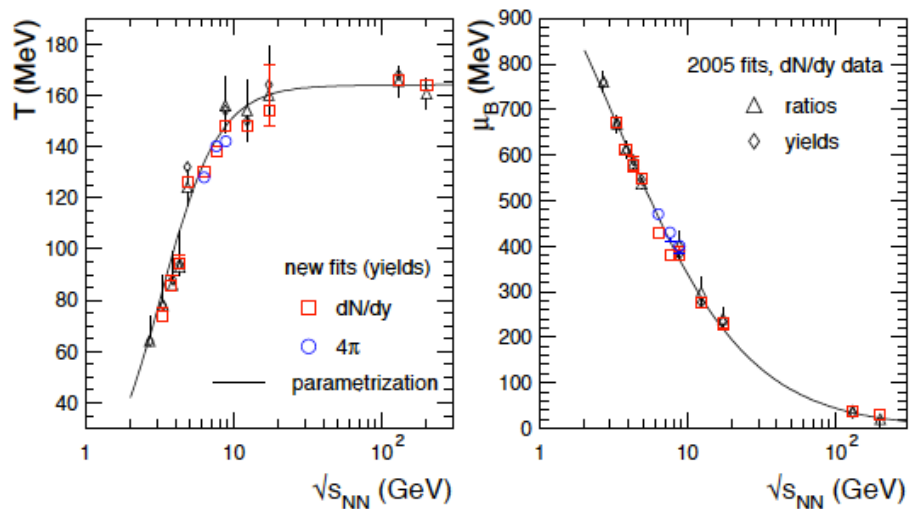 T (MeV)
180
160
140
120
100
80
60
40
new fits (yields)
dN/dy
4π
parametrization
1
10
10²
√s_NN (GeV)
μ_B (MeV)
900
800
700
600
500
400
300
200
100
0
2005 fits, dN/dy data
ratios
yields
1
10
10²
√s_NN (GeV)